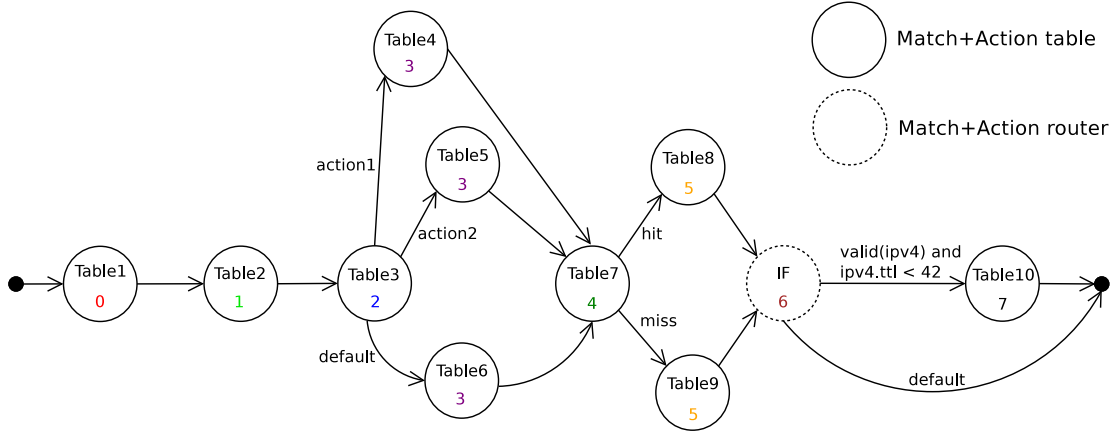 Table4
3
Match+Action table
Match+Action router
action1
Table5
3
action2
Table8
5
hit
Table1
0
Table2
1
Table3
2
Table7
4
IF
6
valid(ipv4) and
ipv4.ttl < 42
Table10
7
default
Table6
3
miss
Table9
5
default